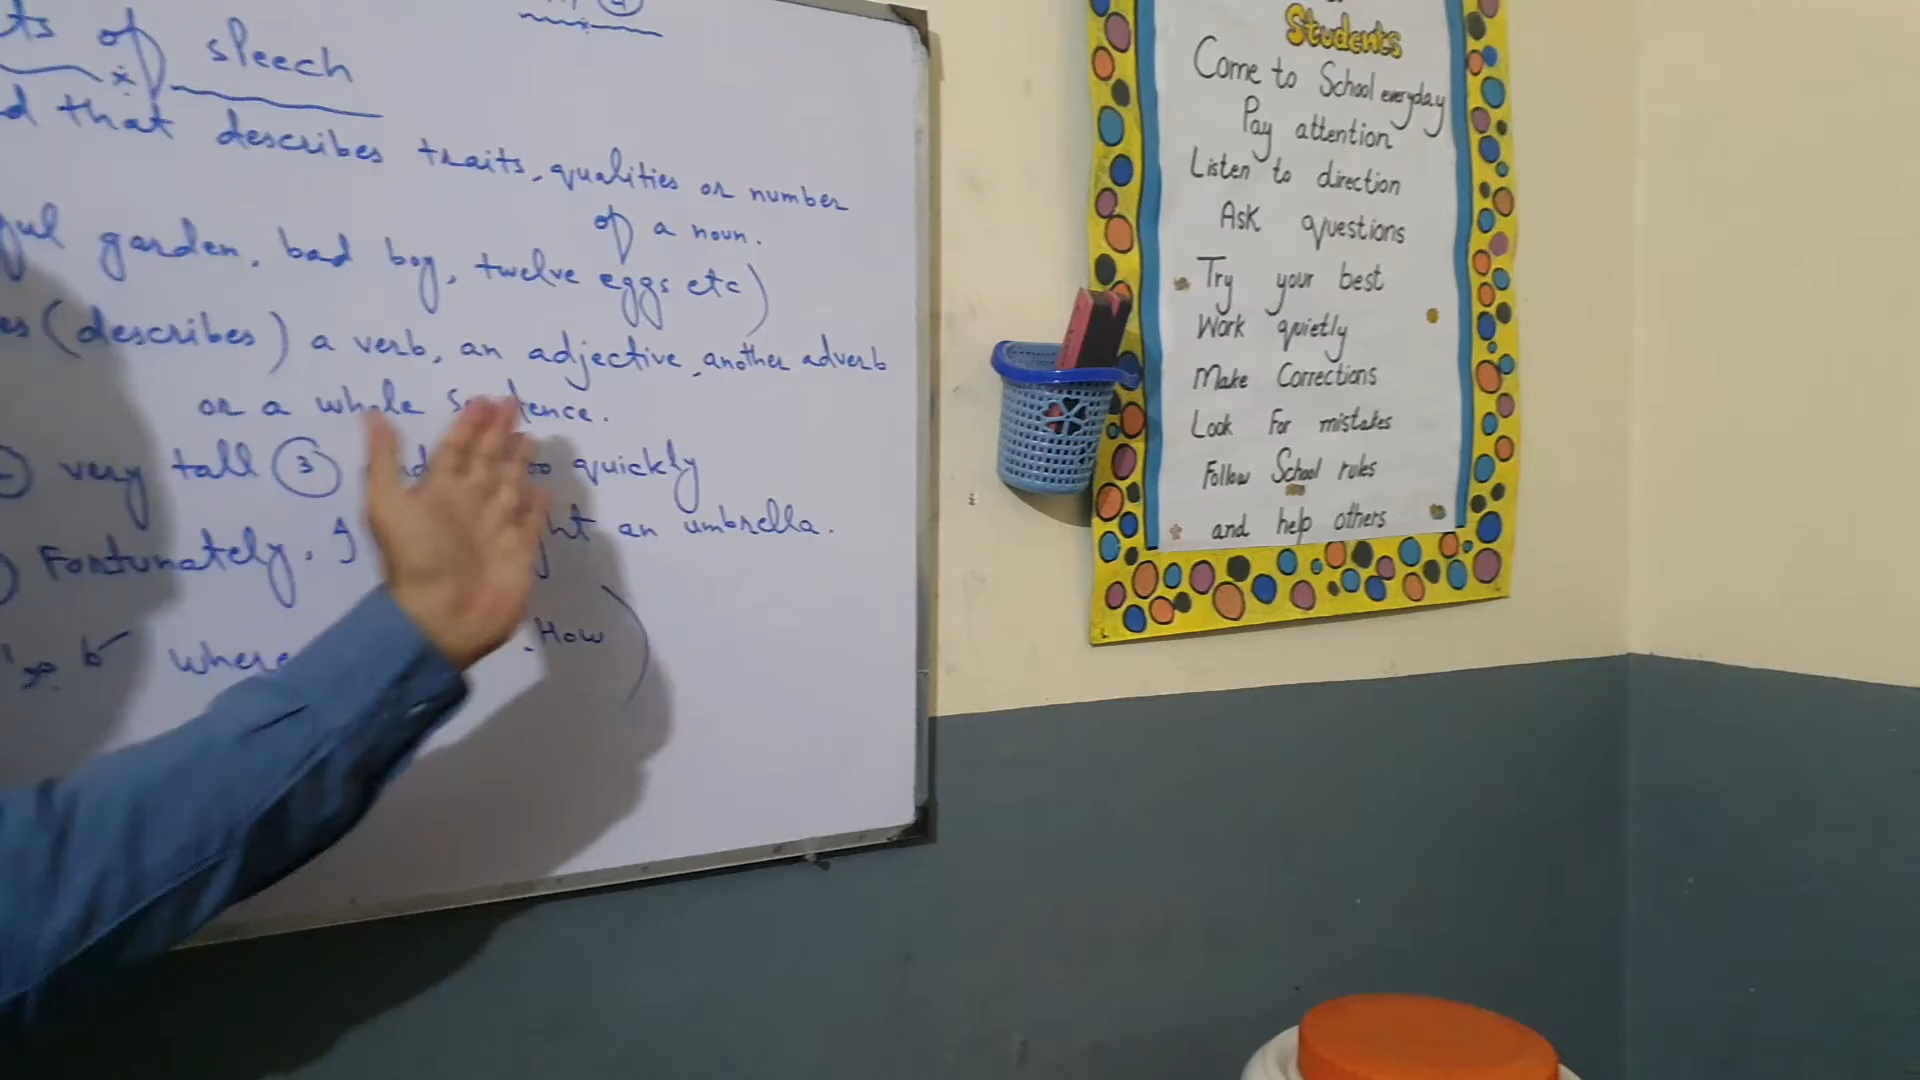 of speech
that describes traits, qualities or number
of a noun.
garden, bad boy, twelve eggs etc)
(describes) a verb, an adjective, another adverb
or a whole sentence.
very tall ③ quickly
Fortunately, I an umbrella.
where How)
Students
Come to School everyday
Pay attention
Listen to direction
Ask questions
Try your best
Work quietly
Make Corrections
Look For mistakes
Follow School rules
and help others